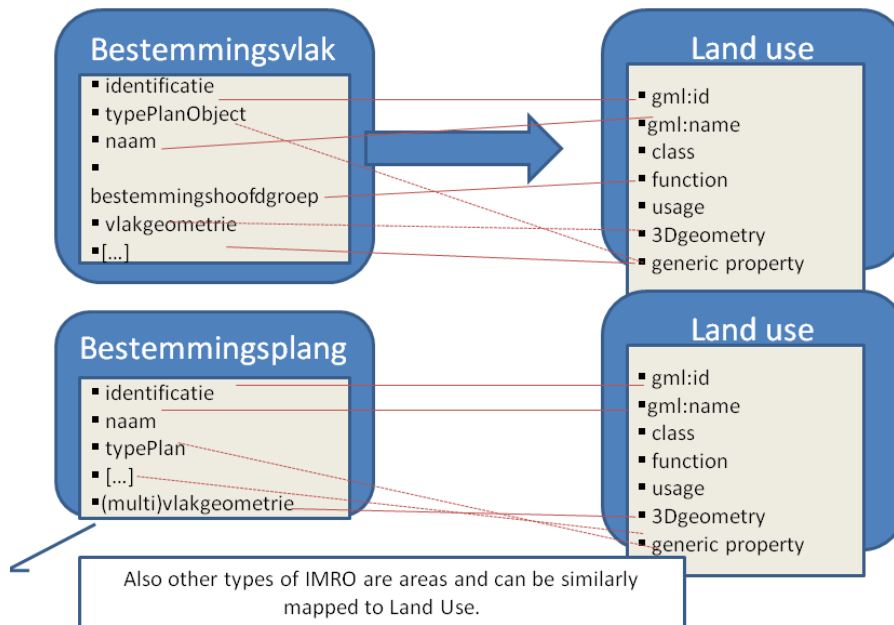 Bestemmingsvlak
▪ identificatie
▪ typePlanObject
▪ naam
▪
bestemmingshoofdgroep
▪ vlakgeometrie
▪[...]
Land use
▪ gml:id
▪gml:name
▪ class
▪ function
▪ usage
▪ 3Dgeometry
▪ generic property
Bestemmingsplang
▪ identificatie
▪ naam
▪ typePlan
▪ [...]
▪(multi)vlakgeometrie
Land use
▪ gml:id
▪gml:name
▪ class
▪ function
▪ usage
▪ 3Dgeometry
▪ generic property
Also other types of IMRO are areas and can be similarly
mapped to Land Use.